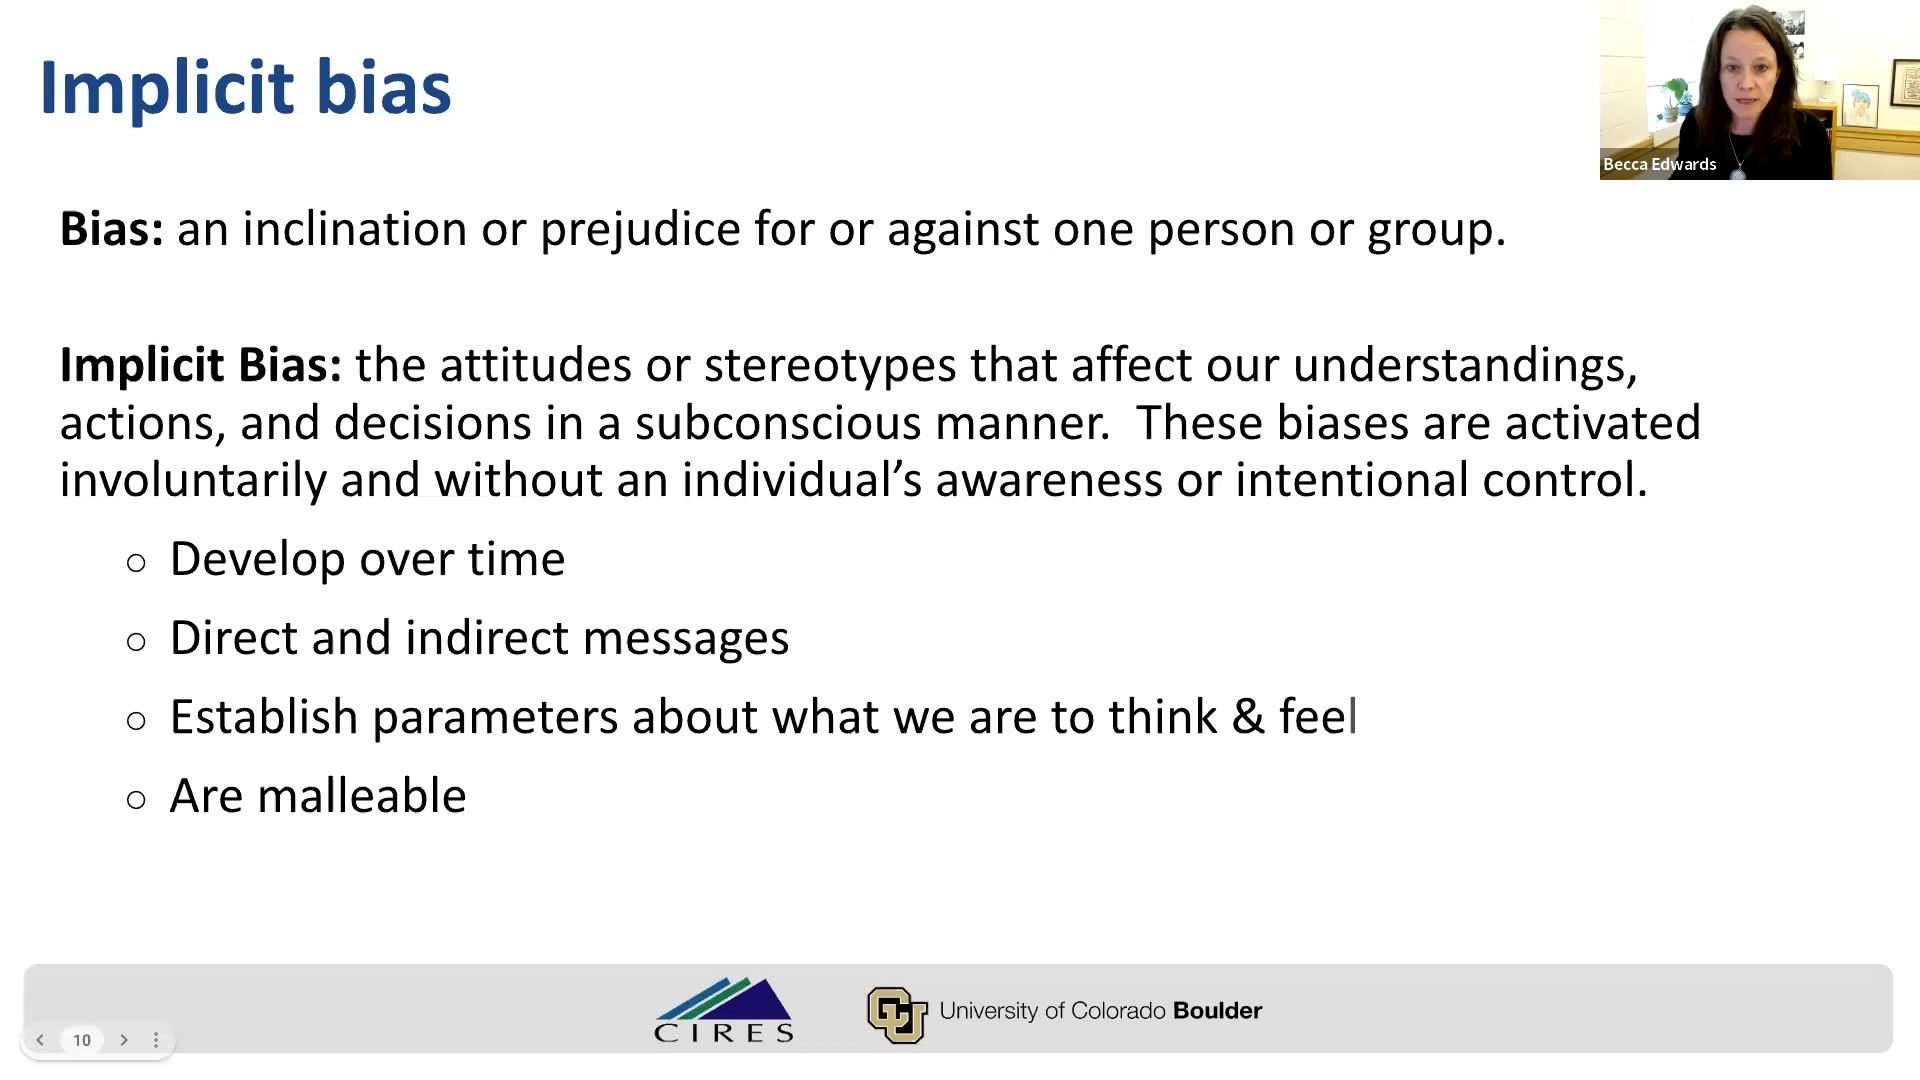 Implicit bias
Becca Edwards
Bias: an inclination or prejudice for or against one person or group.
Implicit Bias: the attitudes or stereotypes that affect our understandings,
actions, and decisions in a subconscious manner.  These biases are activated
involuntarily and without an individual’s awareness or intentional control.
○ Develop over time
○ Direct and indirect messages
○ Establish parameters about what we are to think & feel
○ Are malleable
CIRES
CU University of Colorado Boulder
10